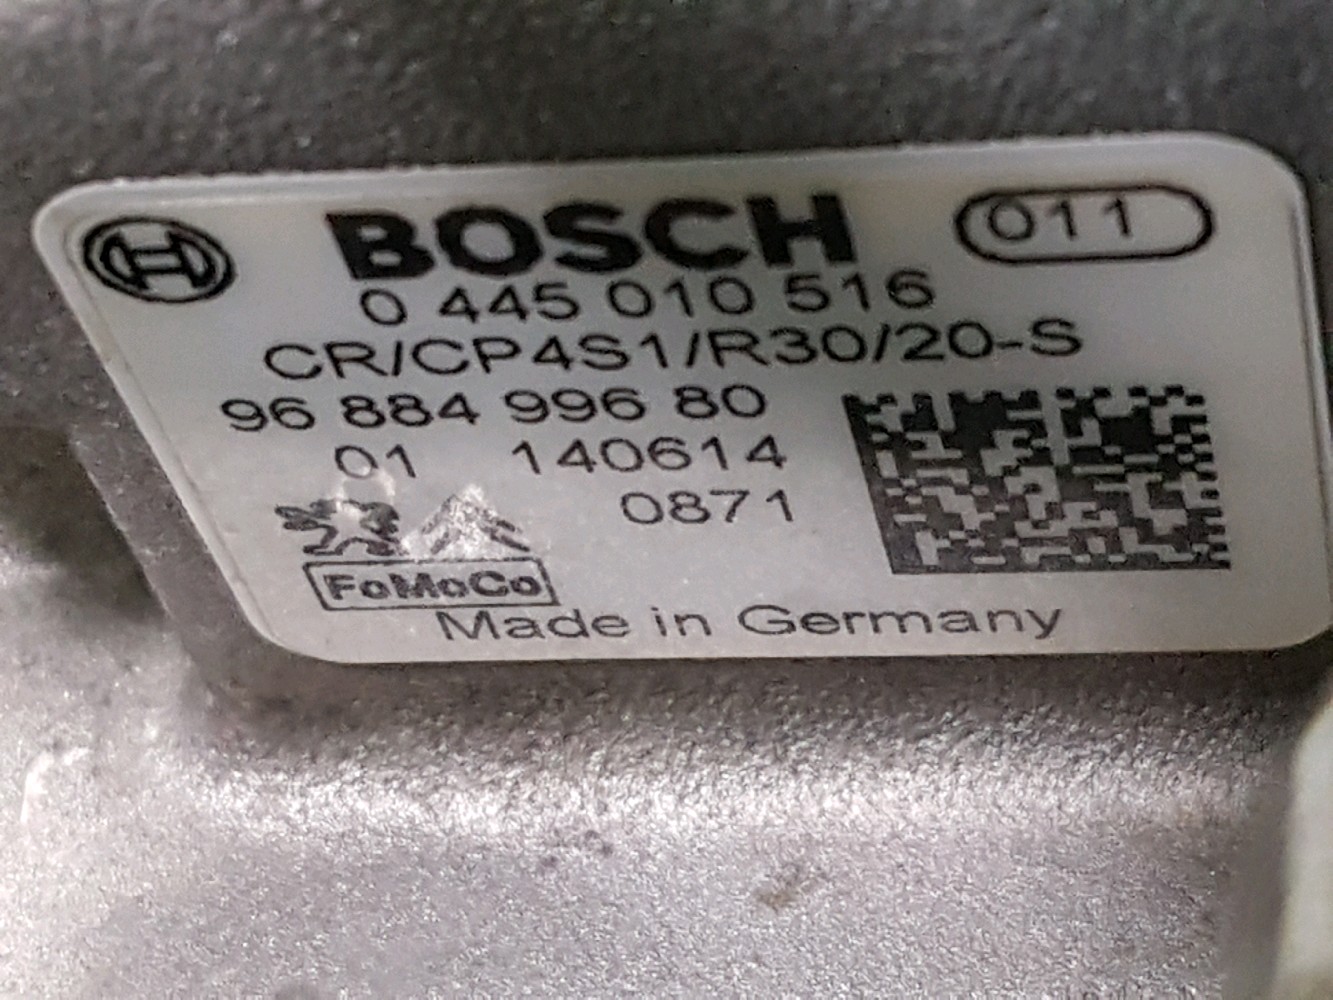 BOSCH 011
0 445 010 516
CR/CP4S1/R30/20-S
96 884 996 80
01 140614
0871
FoMoCo
Made in Germany